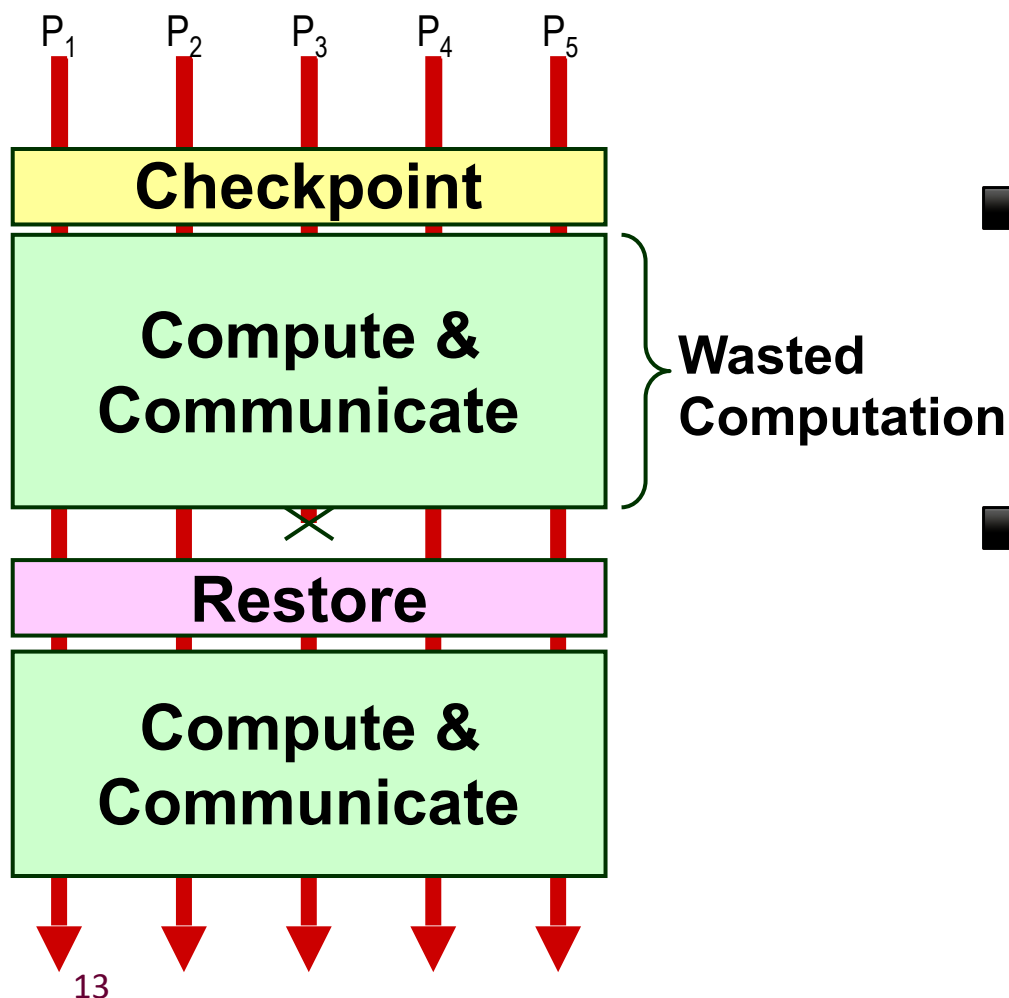 P1 P2 P3 P4 P5
Checkpoint
Compute &
Communicate
Wasted
Computation
Restore
Compute &
Communicate
13